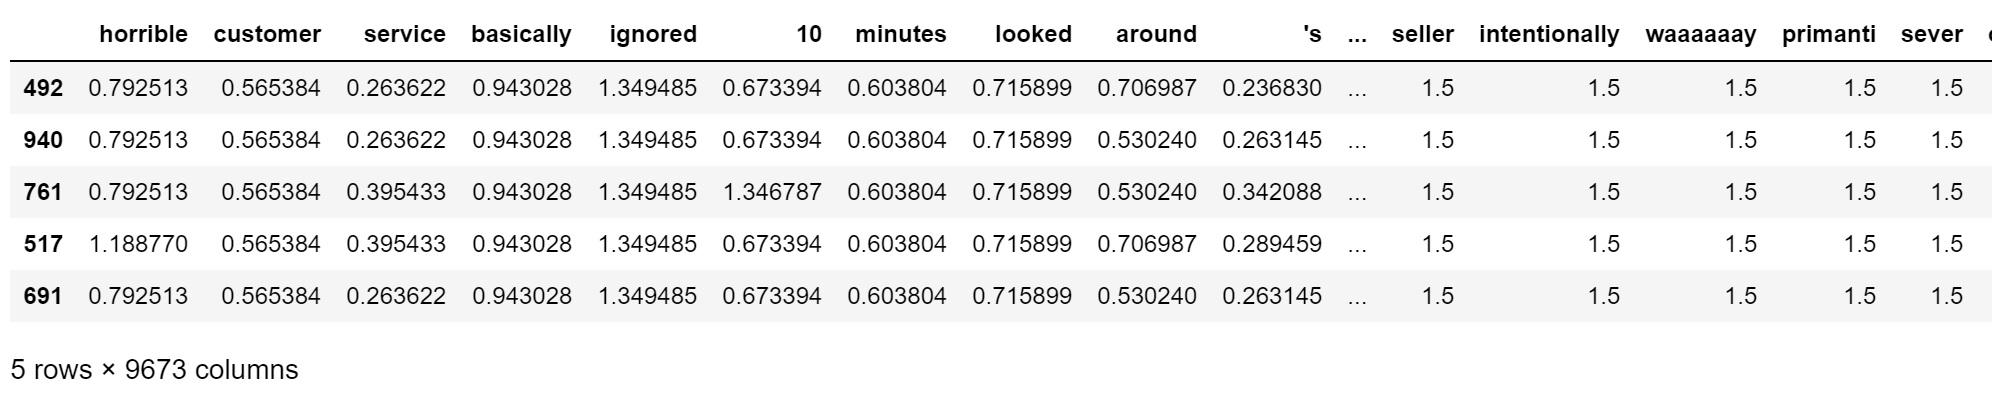 horrible customer service basically ignored 10 minutes looked around 's ... seller intentionally waaaaaay primanti sever
492 0.792513 0.565384 0.263622 0.943028 1.349485 0.673394 0.603804 0.715899 0.706987 0.236830 ... 1.5 1.5 1.5 1.5 1.5
940 0.792513 0.565384 0.263622 0.943028 1.349485 0.673394 0.603804 0.715899 0.530240 0.263145 ... 1.5 1.5 1.5 1.5 1.5
761 0.792513 0.565384 0.395433 0.943028 1.349485 1.346787 0.603804 0.715899 0.530240 0.342088 ... 1.5 1.5 1.5 1.5 1.5
517 1.188770 0.565384 0.395433 0.943028 1.349485 0.673394 0.603804 0.715899 0.706987 0.289459 ... 1.5 1.5 1.5 1.5 1.5
691 0.792513 0.565384 0.263622 0.943028 1.349485 0.673394 0.603804 0.715899 0.530240 0.263145 ... 1.5 1.5 1.5 1.5 1.5
5 rows × 9673 columns